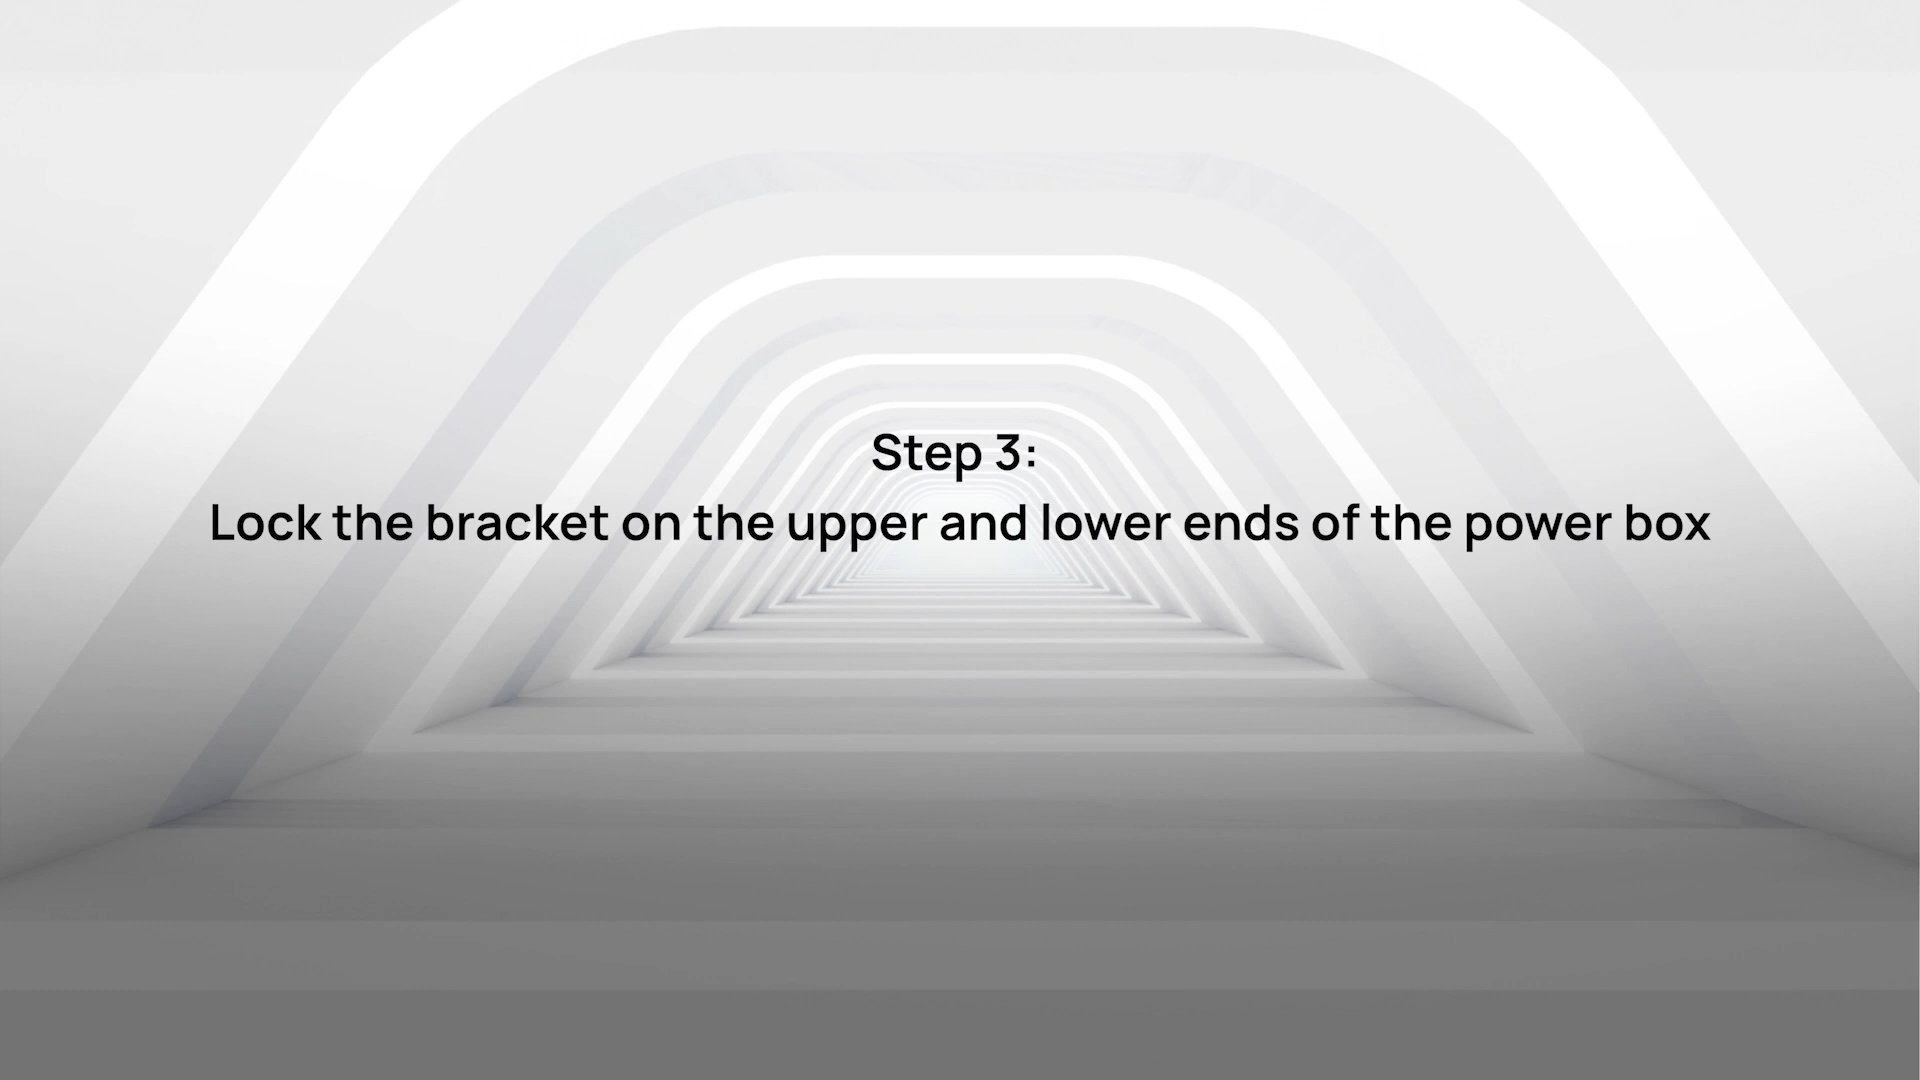 Step 3:
Lock the bracket on the upper and lower ends of the power box